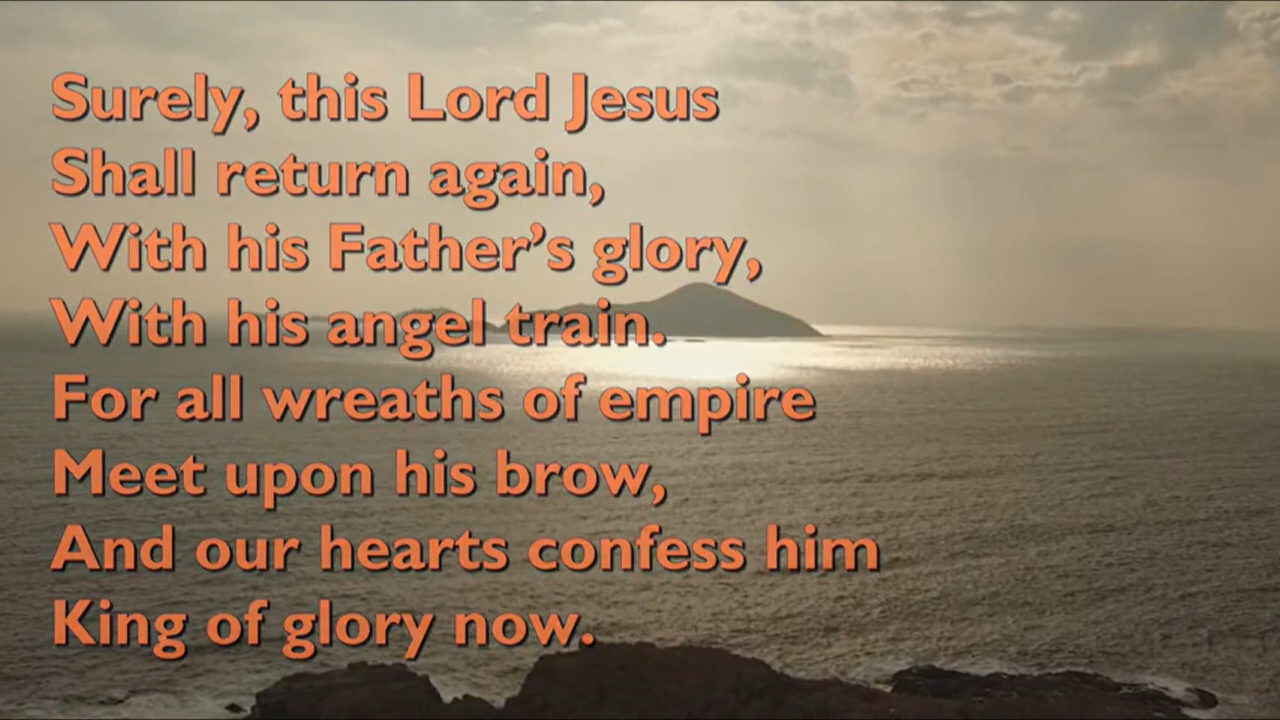 Surely, this Lord Jesus
Shall return again,
With his Father’s glory,
With his angel train.
For all wreaths of empire
Meet upon his brow,
And our hearts confess him
King of glory now.